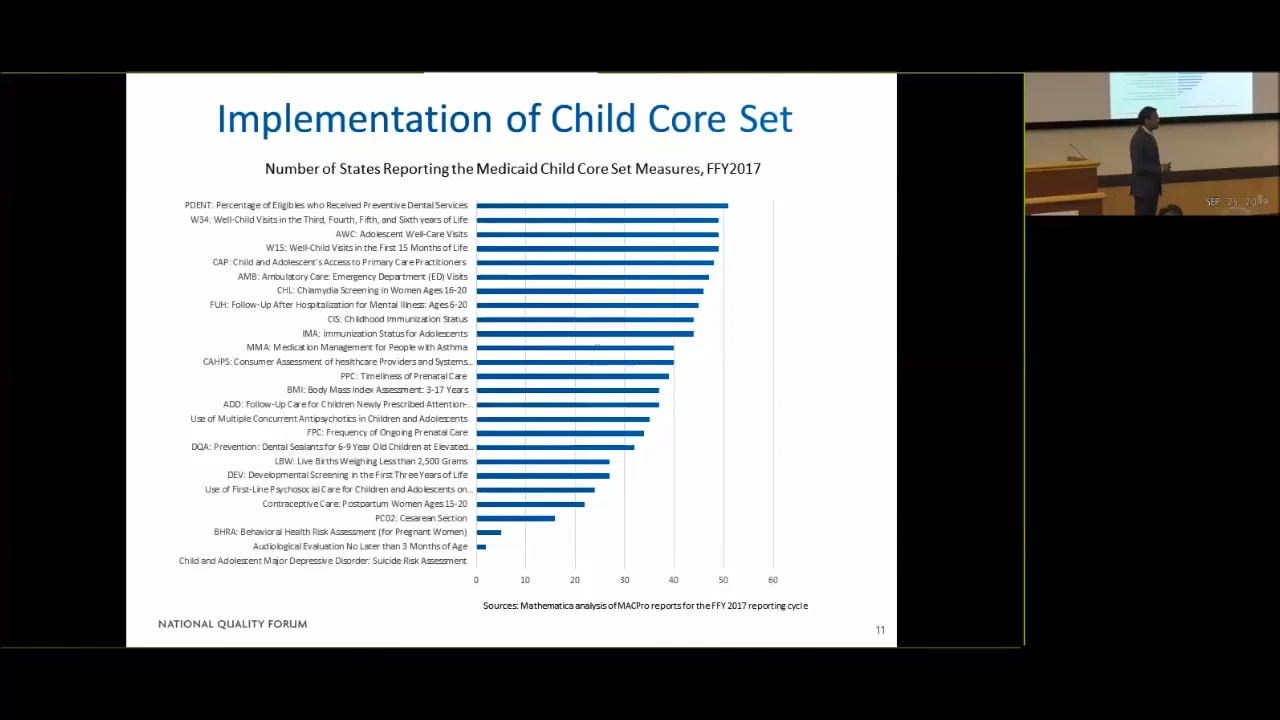 Implementation of Child Core Set
Number of States Reporting the Medicaid Child Core Set Measures, FFY2017
PDENT: Percentage of Eligibles who Received Preventive Dental Services
W34: Well-Child Visits in the Third, Fourth, Fifth, and Sixth years of Life
AWC: Adolescent Well-Care Visits
W15: Well-Child Visits in the First 15 Months of Life
CAP: Child and Adolescent's Access to Primary Care Practitioners
AMB: Ambulatory Care: Emergency Department (ED) Visits
CHL: Chlamydia Screening in Women Ages 16-20
FUH: Follow-Up After Hospitalization for Mental Illness: Ages 6-20
CIS: Childhood Immunization Status
IMA: Immunization Status for Adolescents
MMA: Medication Management for People with Asthma
CAHPS: Consumer Assessment of healthcare Providers and Systems...
PPC: Timeliness of Prenatal Care
BMI: Body Mass Index Assessment: 3-17 Years
ADD: Follow-Up Care for Children Newly Prescribed Attention-...
Use of Multiple Concurrent Antipsychotics in Children and Adolescents
FPC: Frequency of Ongoing Prenatal Care
DQA: Prevention: Dental Sealants for 6-9 Year Old Children at Elevated...
LBW: Live Births Weighing Less than 2,500 Grams
DEV: Developmental Screening in the First Three Years of Life
Use of First-Line Psychosocial Care for Children and Adolescents on...
Contraceptive Care: Postpartum Women Ages 15-20
PC02: Cesarean Section
BHRA: Behavioral Health Risk Assessment (for Pregnant Women)
Audiological Evaluation No Later than 3 Months of Age
Child and Adolescent Major Depressive Disorder: Suicide Risk Assessment
0 10 20 30 40 50 60
Sources: Mathematica analysis of MACPro reports for the FFY 2017 reporting cycle
NATIONAL QUALITY FORUM
11
SEP 25, 2019